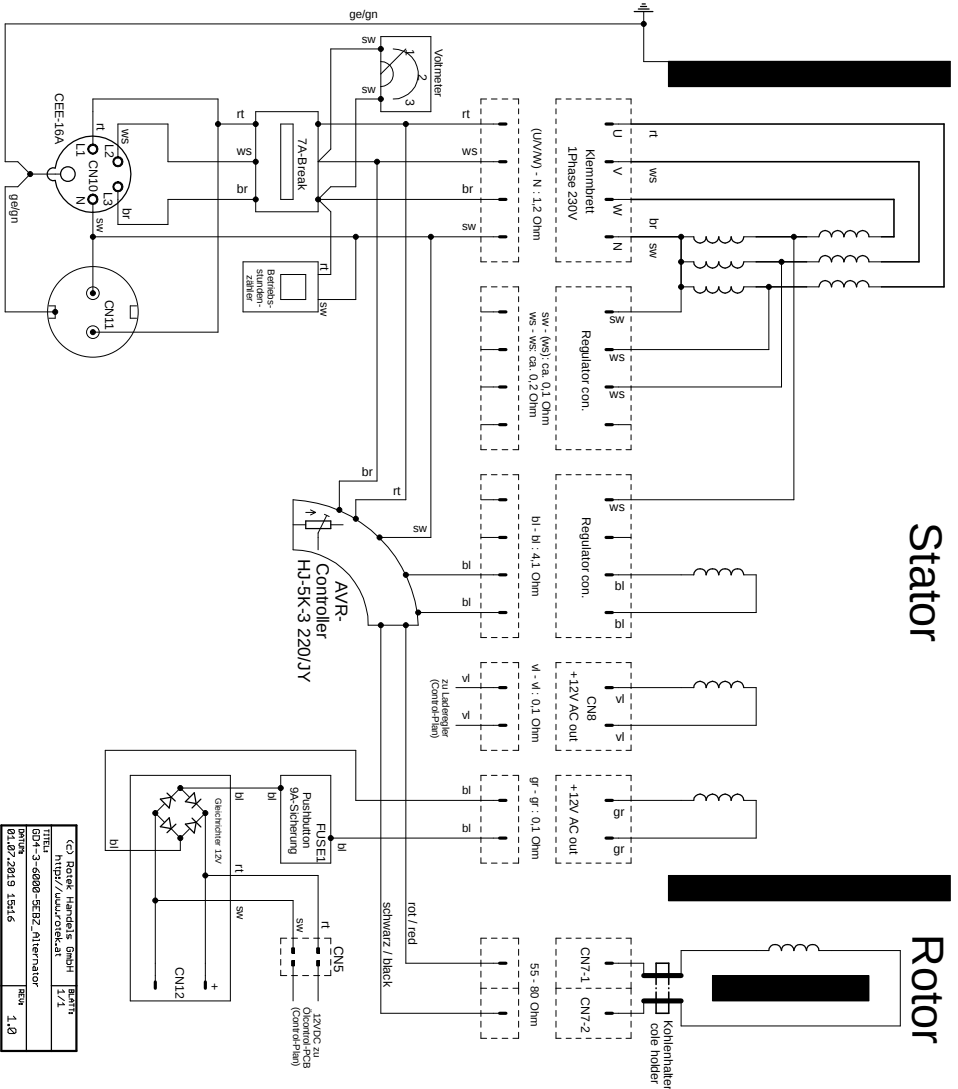 Stator
Rotor
ge/gn
rt
ws
br
sw
U
V
W
N
Klemmbrett
1Phase 230V
(U/V/W) - N : 1,2 Ohm
rt
ws
br
sw
sw
sw
1
2
3
Voltmeter
7A-Break
rt
ws
br
CEE-16A
rt
ws
L1
L2
CN10
N
L3
sw
br
ge/gn
CN11
Betriebs-
stunden-
zähler
rt
sw
sw
ws
ws
Regulator con.
sw - (ws): ca. 0,1 Ohm
ws - ws: ca. 0,2 Ohm
ws
bl
bl
Regulator con.
bl - bl : 4,1 Ohm
bl
bl
br
rt
sw
AVR-
Controller
HJ-5K-3 220/JY
vl
vl
CN8
+12V AC out
vl - vl : 0,1 Ohm
vl
vl
zu Laderegler
(Control-Plan)
gr
gr
+12V AC out
gr - gr : 0,1 Ohm
bl
bl
FUSE1
Pushbutton
9A-Sicherung
bl
bl
bl
bl
Gleichrichter 12V
rt
sw
+
-
CN12
rt
sw
CN5
12VDC zu
Ölcontrol-PCB
(Control-Plan)
rot / red
schwarz / black
CN7-1
CN7-2
55 - 80 Ohm
Kohlenhalter
cole holder
(c) Rotek Handels GmbH
http://www.rotek.at
BLATT:
1/1
TITEL:
GD4-3-6000-5EBZ_Alternator
DATUM:
01.07.2019 15:16
REV:
1.0